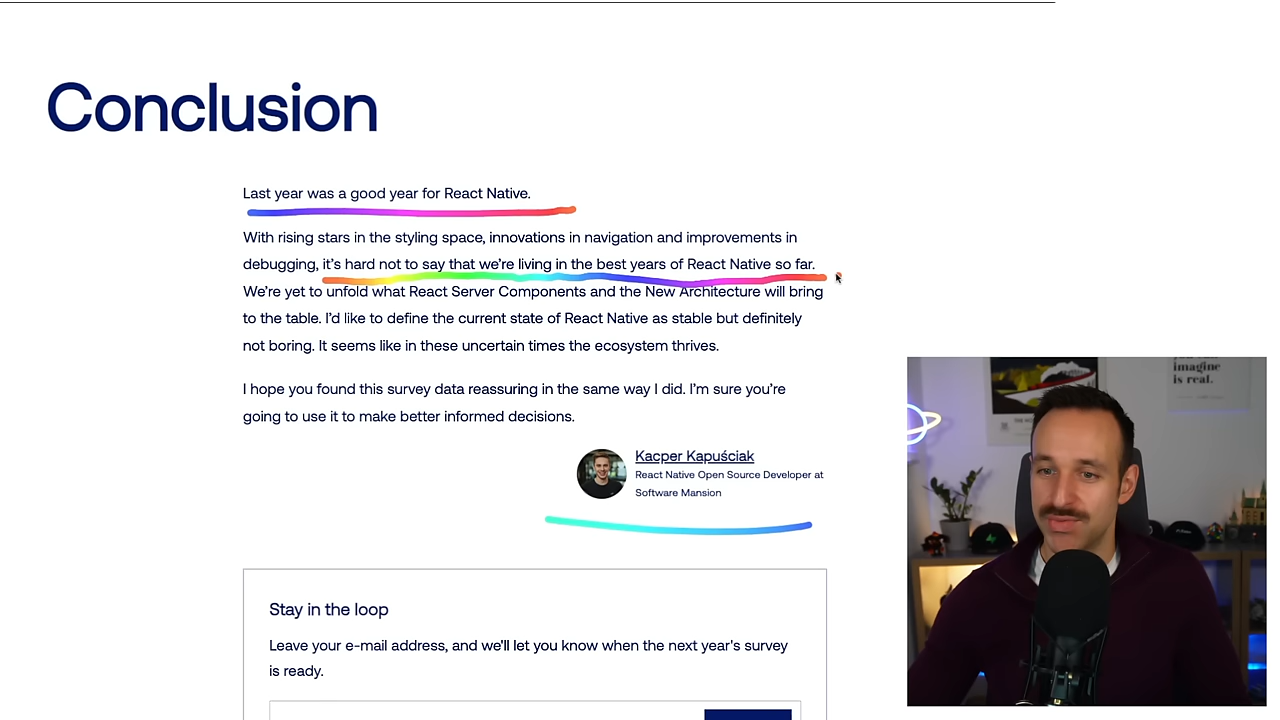 Conclusion
Last year was a good year for React Native.
With rising stars in the styling space, innovations in navigation and improvements in
debugging, it’s hard not to say that we’re living in the best years of React Native so far.
We’re yet to unfold what React Server Components and the New Architecture will bring
to the table. I’d like to define the current state of React Native as stable but definitely
not boring. It seems like in these uncertain times the ecosystem thrives.
I hope you found this survey data reassuring in the same way I did. I’m sure you’re
going to use it to make better informed decisions.
Kacper Kapuściak
React Native Open Source Developer at
Software Mansion
Stay in the loop
Leave your e-mail address, and we'll let you know when the next year's survey
is ready.
imagine
is real.